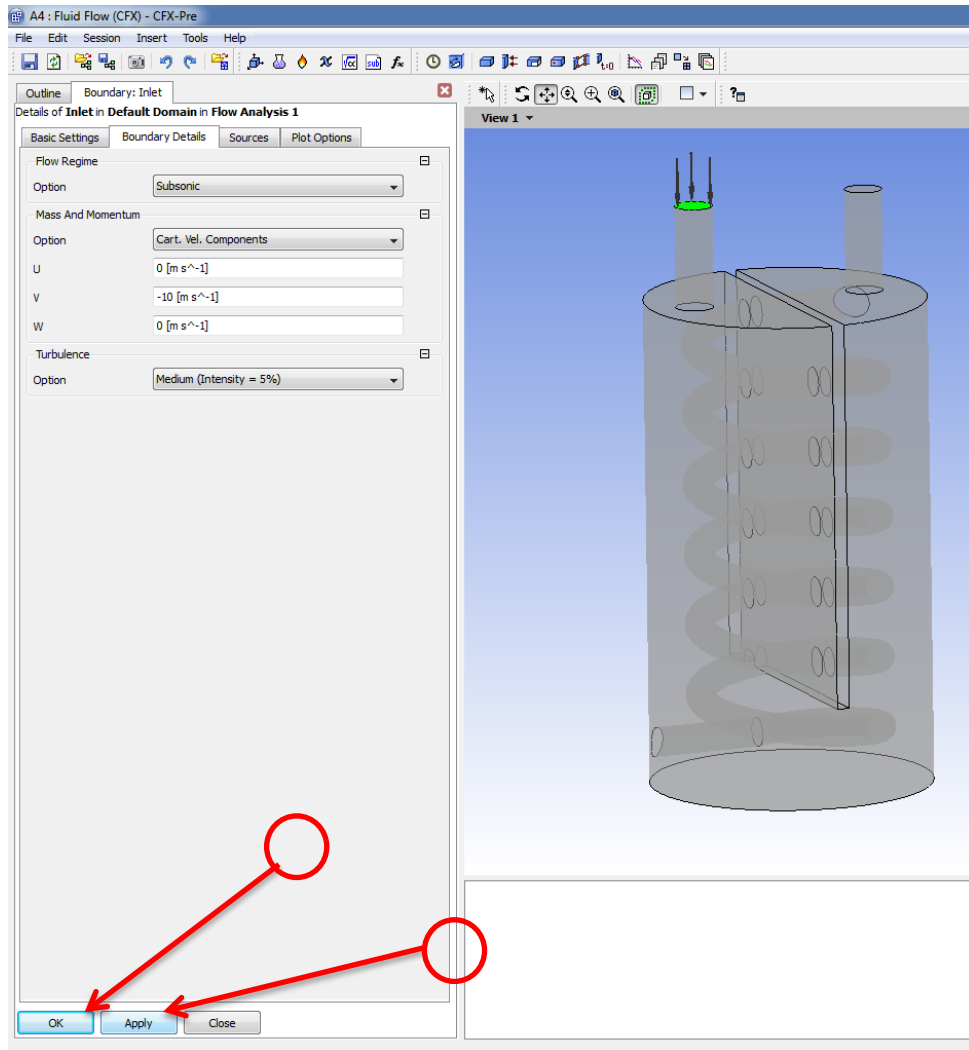 A4 : Fluid Flow (CFX) - CFX-Pre
File Edit Session Insert Tools Help
Outline Boundary: Inlet
Details of Inlet in Default Domain in Flow Analysis 1
Basic Settings Boundary Details Sources Plot Options
Flow Regime
Option Subsonic
Mass And Momentum
Option Cart. Vel. Components
U 0 [m s^-1]
V -10 [m s^-1]
W 0 [m s^-1]
Turbulence
Option Medium (Intensity = 5%)
OK Apply Close
View 1